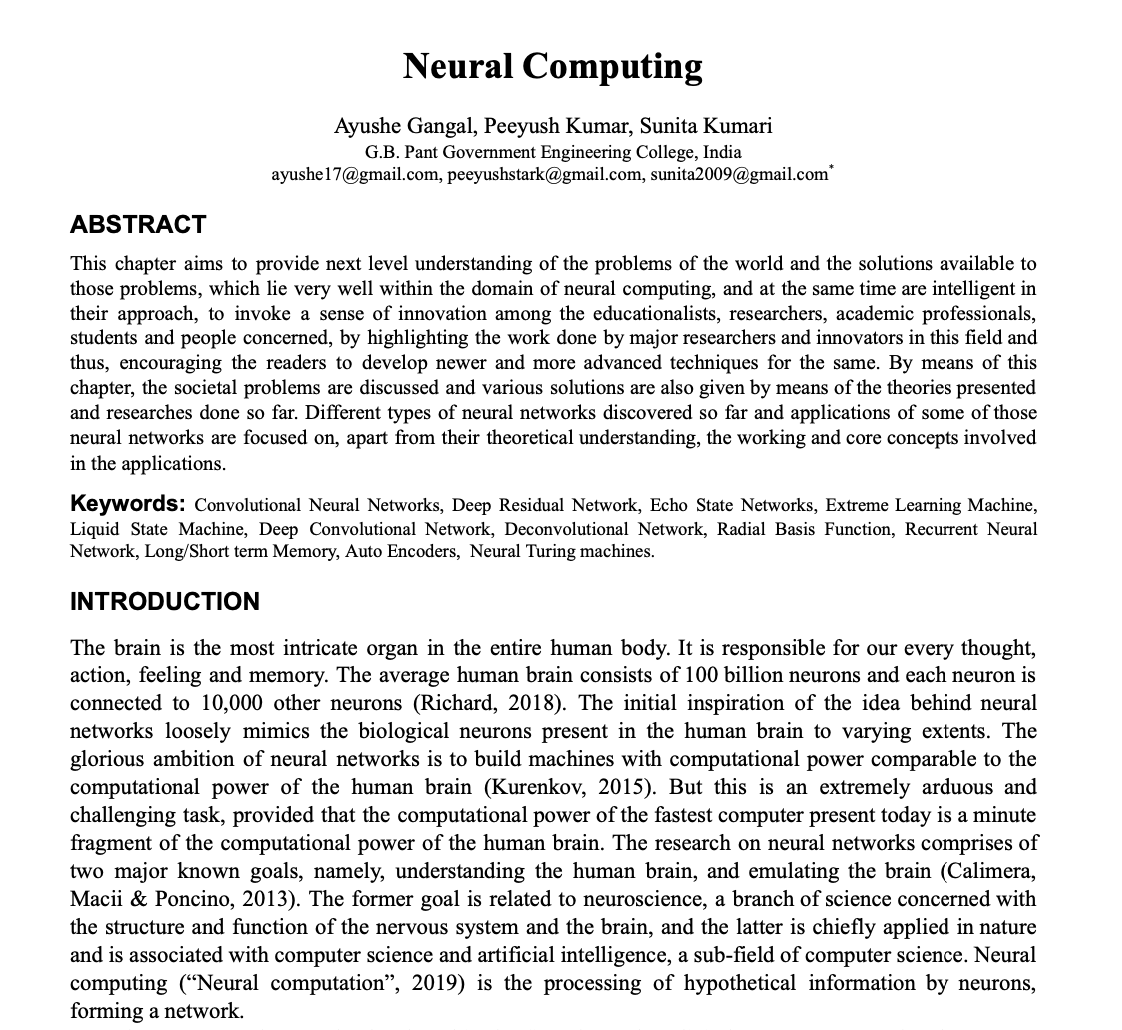 Neural Computing
Ayushe Gangal, Peeyush Kumar, Sunita Kumari
G.B. Pant Government Engineering College, India
ayushe17@gmail.com, peeyushstark@gmail.com, sunita2009@gmail.com*
ABSTRACT
This chapter aims to provide next level understanding of the problems of the world and the solutions available to
those problems, which lie very well within the domain of neural computing, and at the same time are intelligent in
their approach, to invoke a sense of innovation among the educationalists, researchers, academic professionals,
students and people concerned, by highlighting the work done by major researchers and innovators in this field and
thus, encouraging the readers to develop newer and more advanced techniques for the same. By means of this
chapter, the societal problems are discussed and various solutions are also given by means of the theories presented
and researches done so far. Different types of neural networks discovered so far and applications of some of those
neural networks are focused on, apart from their theoretical understanding, the working and core concepts involved
in the applications.
Keywords: Convolutional Neural Networks, Deep Residual Network, Echo State Networks, Extreme Learning Machine,
Liquid State Machine, Deep Convolutional Network, Deconvolutional Network, Radial Basis Function, Recurrent Neural
Network, Long/Short term Memory, Auto Encoders, Neural Turing machines.
INTRODUCTION
The brain is the most intricate organ in the entire human body. It is responsible for our every thought,
action, feeling and memory. The average human brain consists of 100 billion neurons and each neuron is
connected to 10,000 other neurons (Richard, 2018). The initial inspiration of the idea behind neural
networks loosely mimics the biological neurons present in the human brain to varying extents. The
glorious ambition of neural networks is to build machines with computational power comparable to the
computational power of the human brain (Kurenkov, 2015). But this is an extremely arduous and
challenging task, provided that the computational power of the fastest computer present today is a minute
fragment of the computational power of the human brain. The research on neural networks comprises of
two major known goals, namely, understanding the human brain, and emulating the brain (Calimera,
Macii & Poncino, 2013). The former goal is related to neuroscience, a branch of science concerned with
the structure and function of the nervous system and the brain, and the latter is chiefly applied in nature
and is associated with computer science and artificial intelligence, a sub-field of computer science. Neural
computing (“Neural computation”, 2019) is the processing of hypothetical information by neurons,
forming a network.